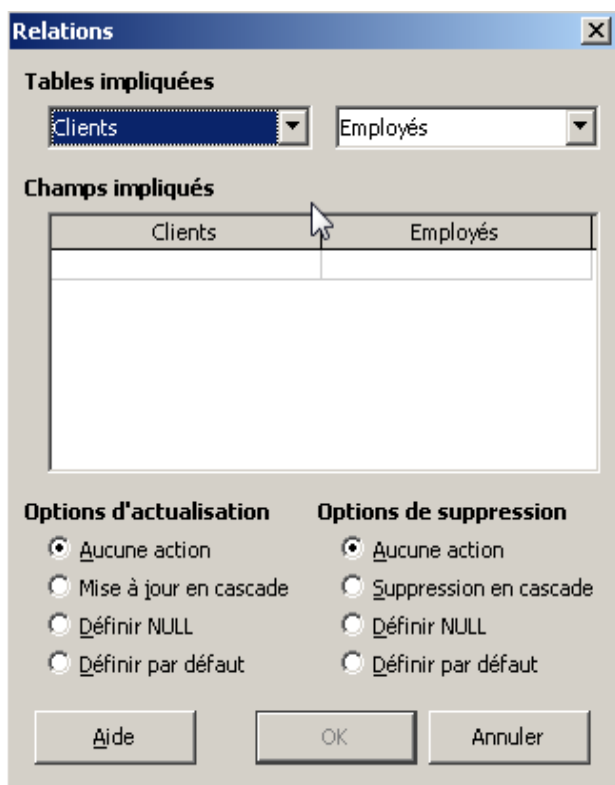 Relations
Tables impliquées
Clients Employés
Champs impliqués
Clients Employés
Options d'actualisation Options de suppression
Aucune action Aucune action
Mise à jour en cascade Suppression en cascade
Définir NULL Définir NULL
Définir par défaut Définir par défaut
Aide OK Annuler